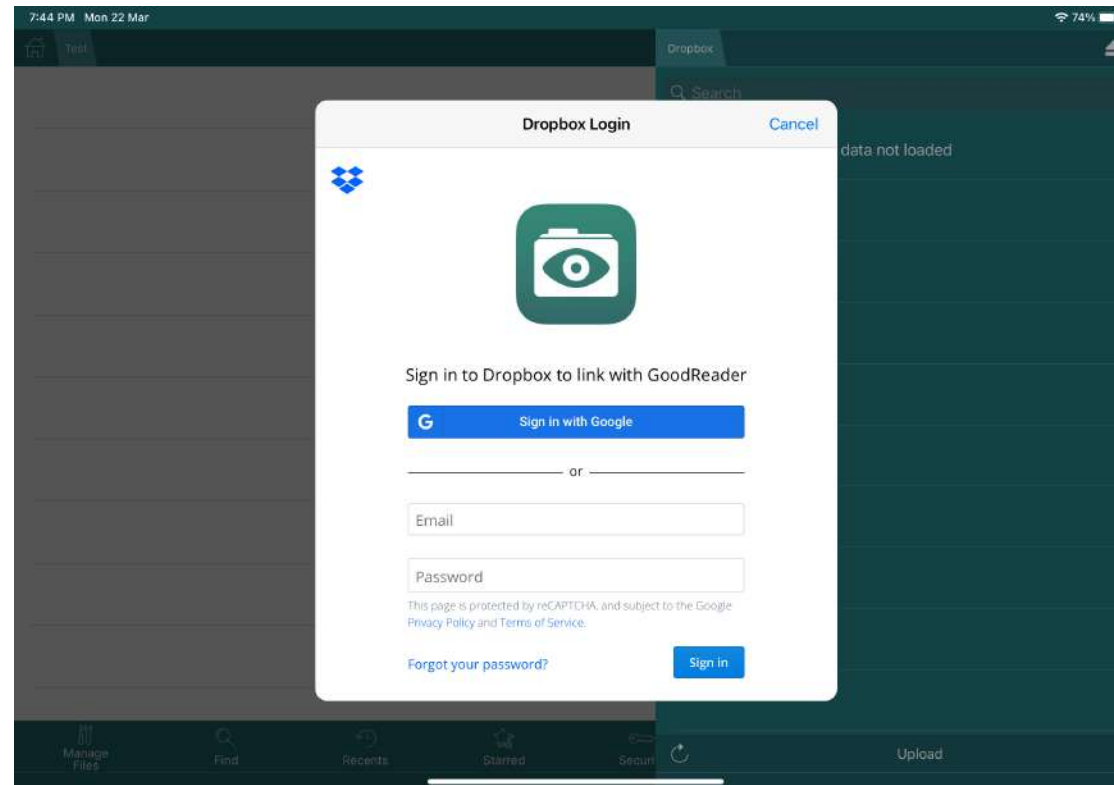 7:44 PM Mon 22 Mar
74%
Test
Dropbox
Search
Dropbox Login
Cancel
data not loaded
Sign in to Dropbox to link with GoodReader
G Sign in with Google
or
Email
Password
This page is protected by reCAPTCHA, and subject to the Google
Privacy Policy and Terms of Service.
Forgot your password?
Sign in
Manage
Files
Find
Recents
Starred
Securi
Upload